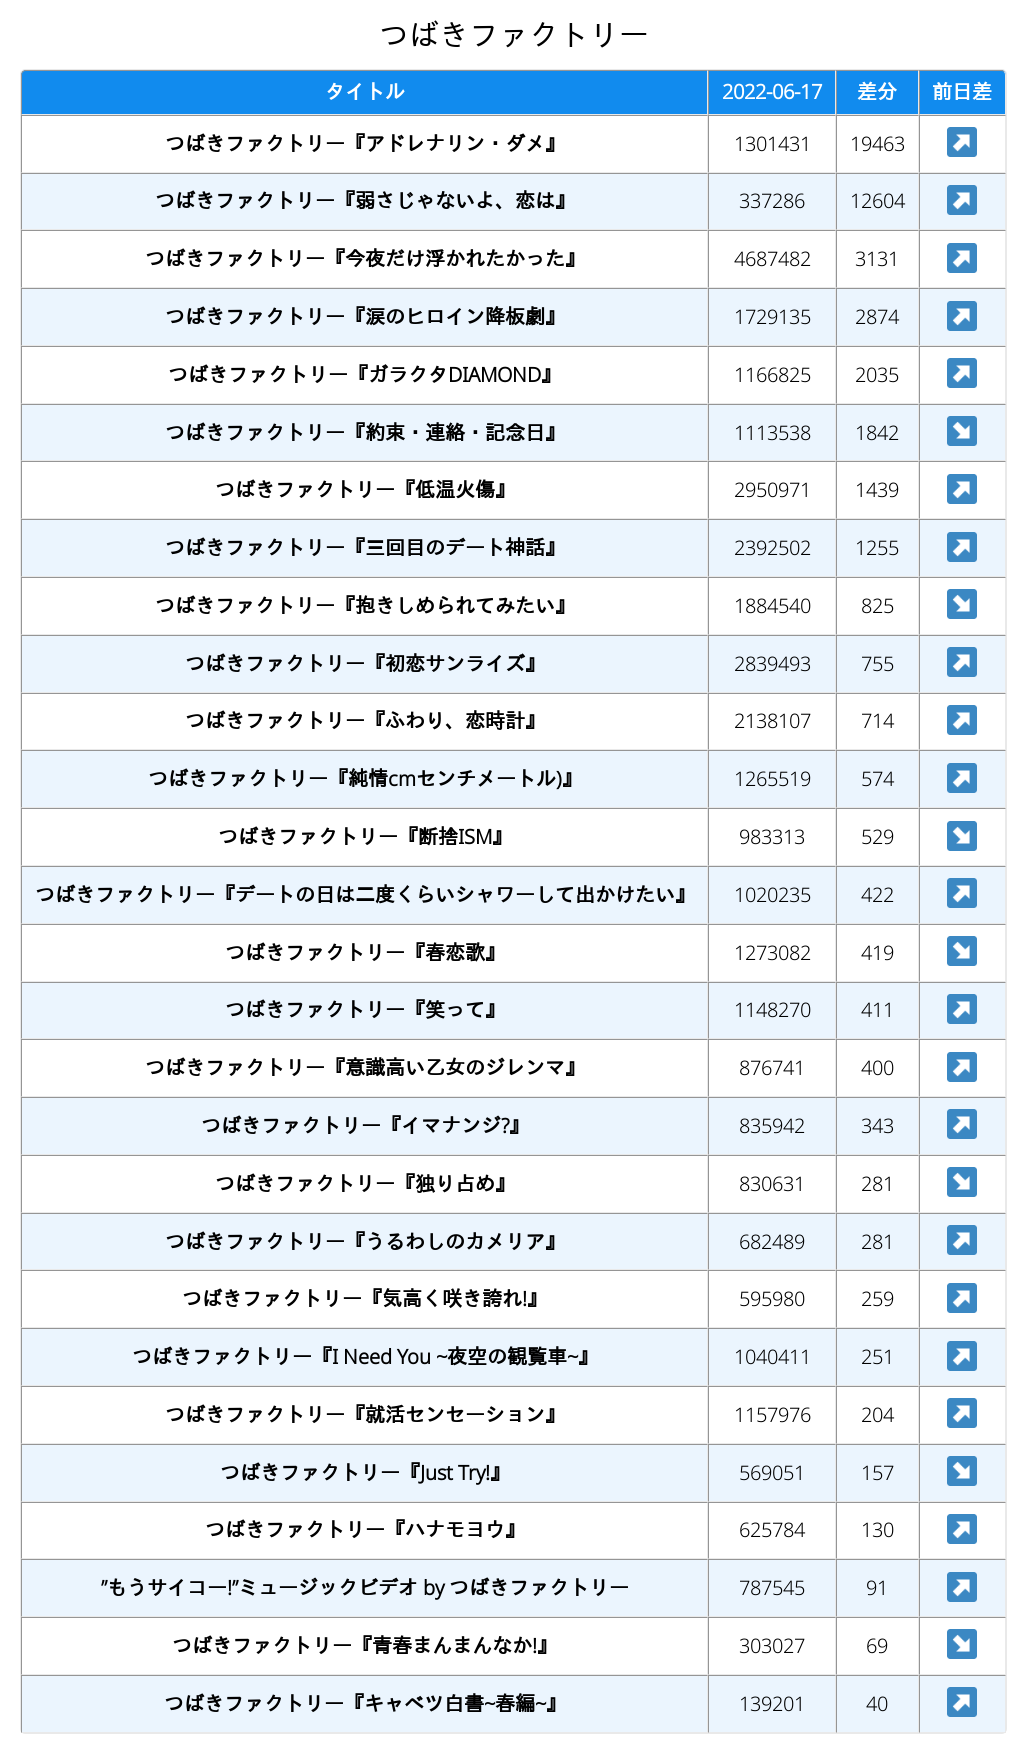 つばきファクトリー
タイトル 2022-06-17 差分 前日差
つばきファクトリー『アドレナリン・ダメ』 1301431 19463
つばきファクトリー『弱さじゃないよ、恋は』 337286 12604
つばきファクトリー『今夜だけ浮かれたかった』 4687482 3131
つばきファクトリー『涙のヒロイン降板劇』 1729135 2874
つばきファクトリー『ガラクタDIAMOND』 1166825 2035
つばきファクトリー『約束・連絡・記念日』 1113538 1842
つばきファクトリー『低温火傷』 2950971 1439
つばきファクトリー『三回目のデート神話』 2392502 1255
つばきファクトリー『抱きしめられてみたい』 1884540 825
つばきファクトリー『初恋サンライズ』 2839493 755
つばきファクトリー『ふわり、恋時計』 2138107 714
つばきファクトリー『純情cmセンチメートル)』 1265519 574
つばきファクトリー『断捨ISM』 983313 529
つばきファクトリー『デートの日は二度くらいシャワーして出かけたい』 1020235 422
つばきファクトリー『春恋歌』 1273082 419
つばきファクトリー『笑って』 1148270 411
つばきファクトリー『意識高い乙女のジレンマ』 876741 400
つばきファクトリー『イマナンジ?』 835942 343
つばきファクトリー『独り占め』 830631 281
つばきファクトリー『うるわしのカメリア』 682489 281
つばきファクトリー『気高く咲き誇れ!』 595980 259
つばきファクトリー『I Need You ~夜空の観覧車~』 1040411 251
つばきファクトリー『就活センセーション』 1157976 204
つばきファクトリー『Just Try!』 569051 157
つばきファクトリー『ハナモヨウ』 625784 130
”もうサイコー!”ミュージックビデオ by つばきファクトリー 787545 91
つばきファクトリー『青春まんまんなか!』 303027 69
つばきファクトリー『キャベツ白書~春編~』 139201 40